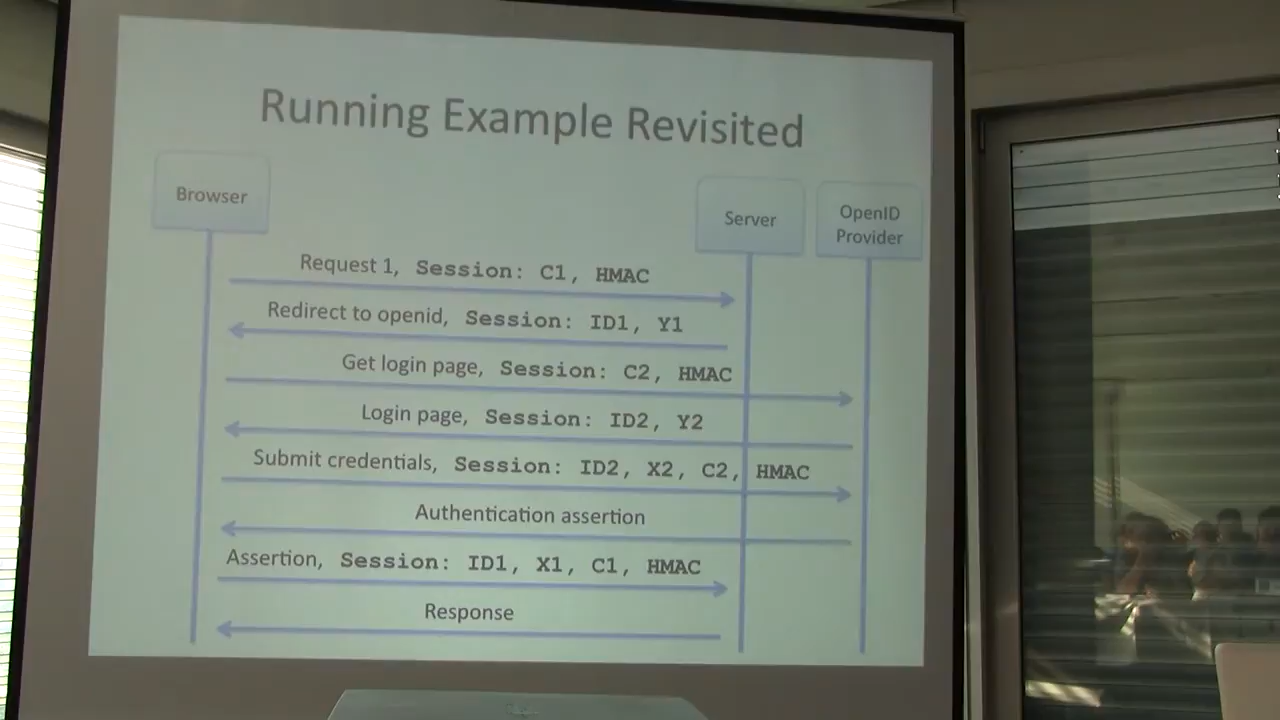 Running Example Revisited
Browser
Server
OpenID
Provider
Request 1, Session: C1, HMAC
Redirect to openid, Session: ID1, Y1
Get login page, Session: C2, HMAC
Login page, Session: ID2, Y2
Submit credentials, Session: ID2, X2, C2, HMAC
Authentication assertion
Assertion, Session: ID1, X1, C1, HMAC
Response